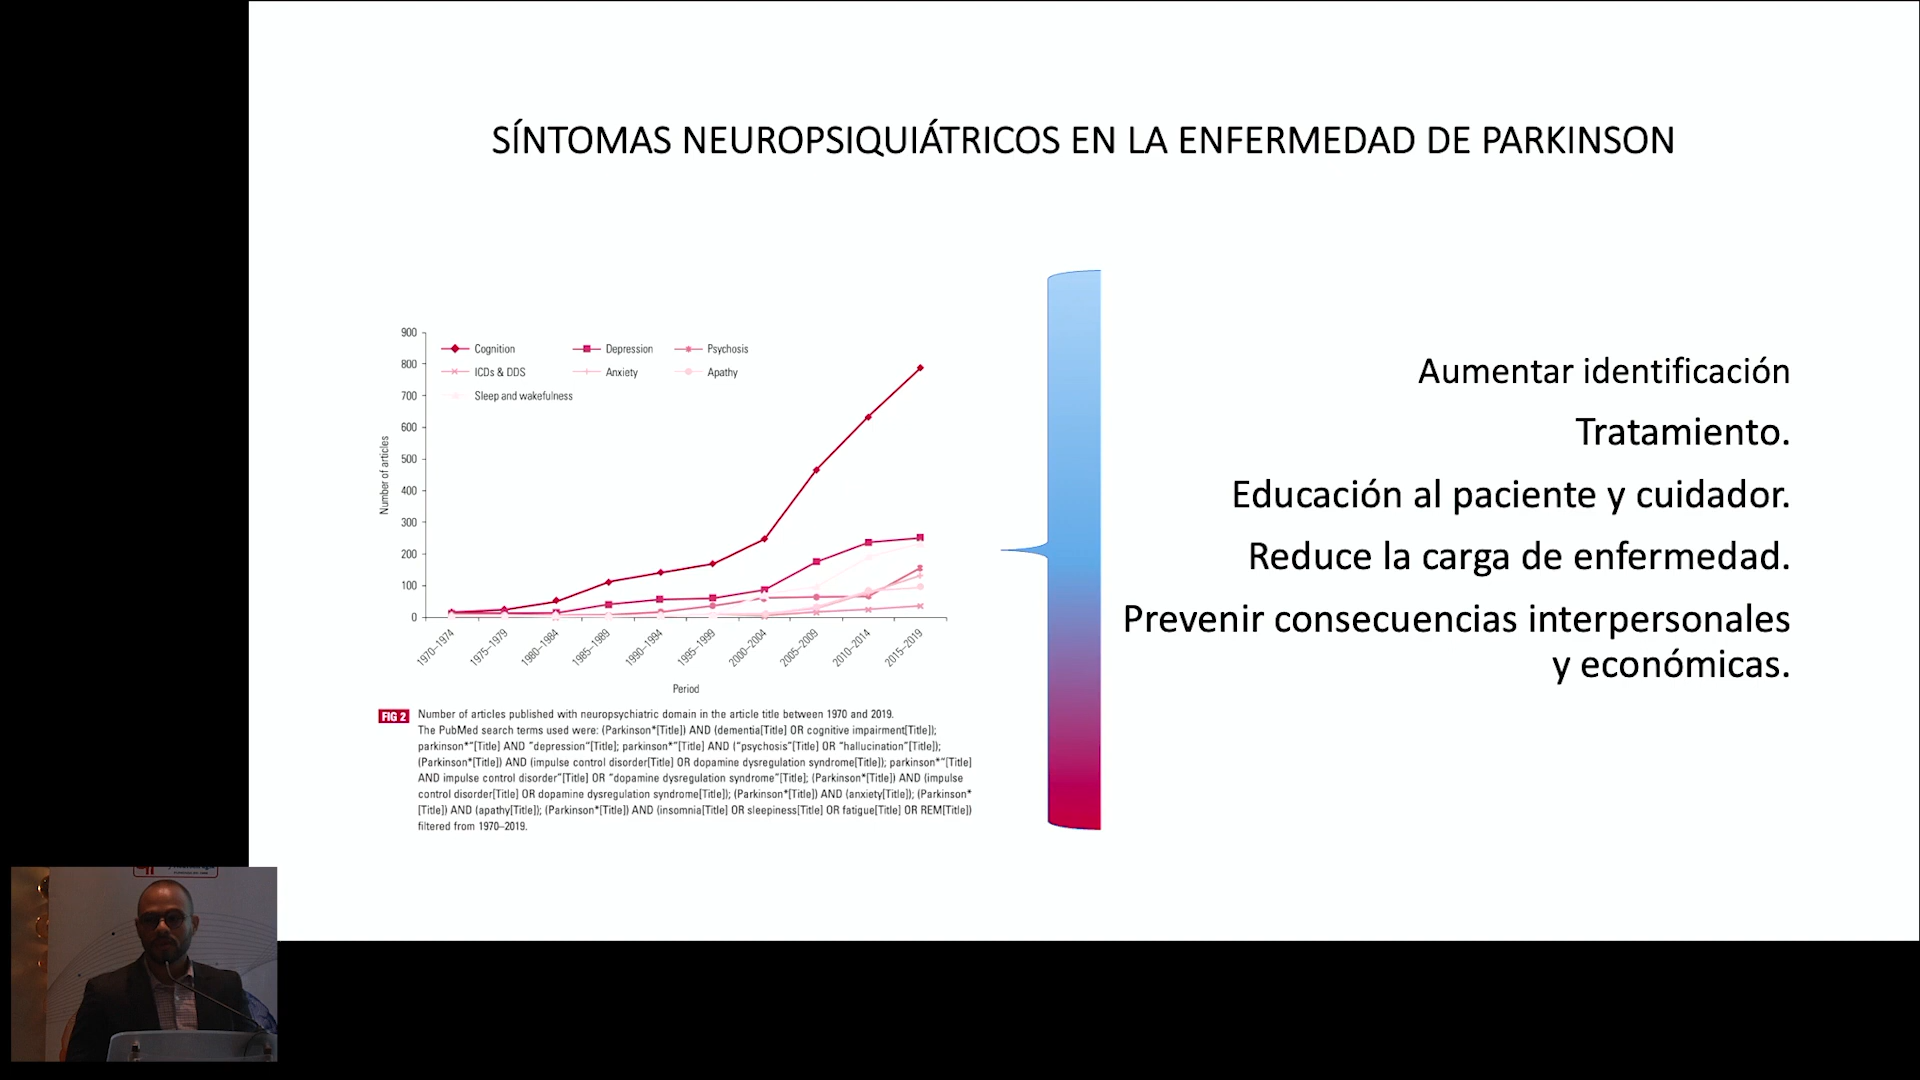 SÍNTOMAS NEUROPSIQUIÁTRICOS EN LA ENFERMEDAD DE PARKINSON
900
800
700
600
500
400
300
200
100
0
Number of articles
Cognition
Depression
Psychosis
ICDs & DDS
Anxiety
Apathy
Sleep and wakefulness
1970–1974
1975–1979
1980–1984
1985–1989
1990–1994
1995–1999
2000–2004
2005–2009
2010–2014
2015–2019
Period
FIG 2 Number of articles published with neuropsychiatric domain in the article title between 1970 and 2019.
The PubMed search terms used were: (Parkinson*[Title]) AND (dementia[Title] OR cognitive impairment[Title]);
parkinson*“[Title] AND ”depression“[Title]; parkinson*”[Title] AND (“psychosis”[Title] OR “hallucination”[Title]);
(Parkinson*[Title]) AND (impulse control disorder[Title] OR dopamine dysregulation syndrome[Title]); parkinson*“[Title]
AND impulse control disorder”[Title] OR “dopamine dysregulation syndrome”[Title]; (Parkinson*[Title]) AND (impulse
control disorder[Title] OR dopamine dysregulation syndrome[Title]); (Parkinson*[Title]) AND (anxiety[Title]); (Parkinson*
[Title]) AND (apathy[Title]); (Parkinson*[Title]) AND (insomnia[Title] OR sleepiness[Title] OR fatigue[Title] OR REM[Title])
filtered from 1970–2019.
Aumentar identificación
Tratamiento.
Educación al paciente y cuidador.
Reduce la carga de enfermedad.
Prevenir consecuencias interpersonales
y económicas.